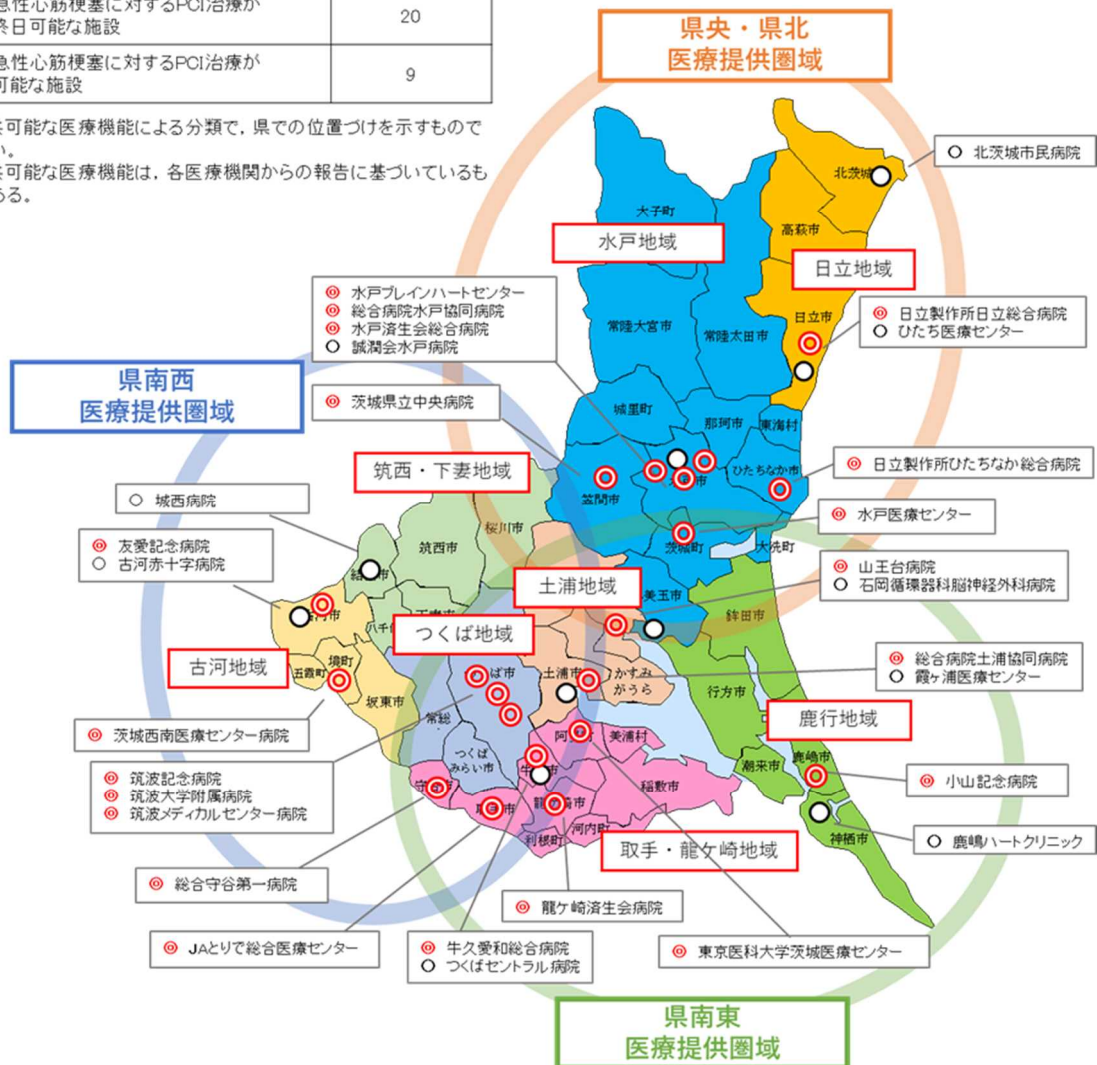 急性心筋梗塞に対するPCI治療が
終日可能な施設
20
急性心筋梗塞に対するPCI治療が
可能な施設
9
可能な医療機能による分類で，県での位置づけを示すもので
い。
可能な医療機能は，各医療機関からの報告に基づいているも
ある。
県央・県北
医療提供圏域
◎ 水戸ブレインハートセンター
◎ 総合病院水戸協同病院
◎ 水戸済生会総合病院
○ 誠潤会水戸病院
◎ 茨城県立中央病院
水戸地域
日立地域
○ 北茨城市民病院
◎ 日立製作所日立総合病院
○ ひたち医療センター
◎ 日立製作所ひたちなか総合病院
◎ 水戸医療センター
◎ 山王台病院
○ 石岡循環器科脳神経外科病院
◎ 総合病院土浦協同病院
○ 霞ヶ浦医療センター
◎ 小山記念病院
○ 鹿嶋ハートクリニック
県南西
医療提供圏域
筑西・下妻地域
○ 城西病院
◎ 友愛記念病院
○ 古河赤十字病院
土浦地域
つくば地域
古河地域
鹿行地域
取手・龍ケ崎地域
◎ 茨城西南医療センター病院
◎ 筑波記念病院
◎ 筑波大学附属病院
◎ 筑波メディカルセンター病院
◎ 総合守谷第一病院
◎ JAとりで総合医療センター
◎ 龍ケ崎済生会病院
◎ 牛久愛和総合病院
○ つくばセントラル病院
◎ 東京医科大学茨城医療センター
県南東
医療提供圏域
北茨城
大子町
高萩市
日立市
常陸大宮市
常陸太田市
城里町
那珂市
東海村
ひたちなか市
笠間市
茨城町
大洗町
桜川市
筑西市
美玉市
鉾田市
土浦市
かすみ
がうら
行方市
五霞町
境町
坂東市
常総
つくば
みらい市
美浦村
稲敷市
潮来市
鹿嶋市
神栖市
利根町
河内町